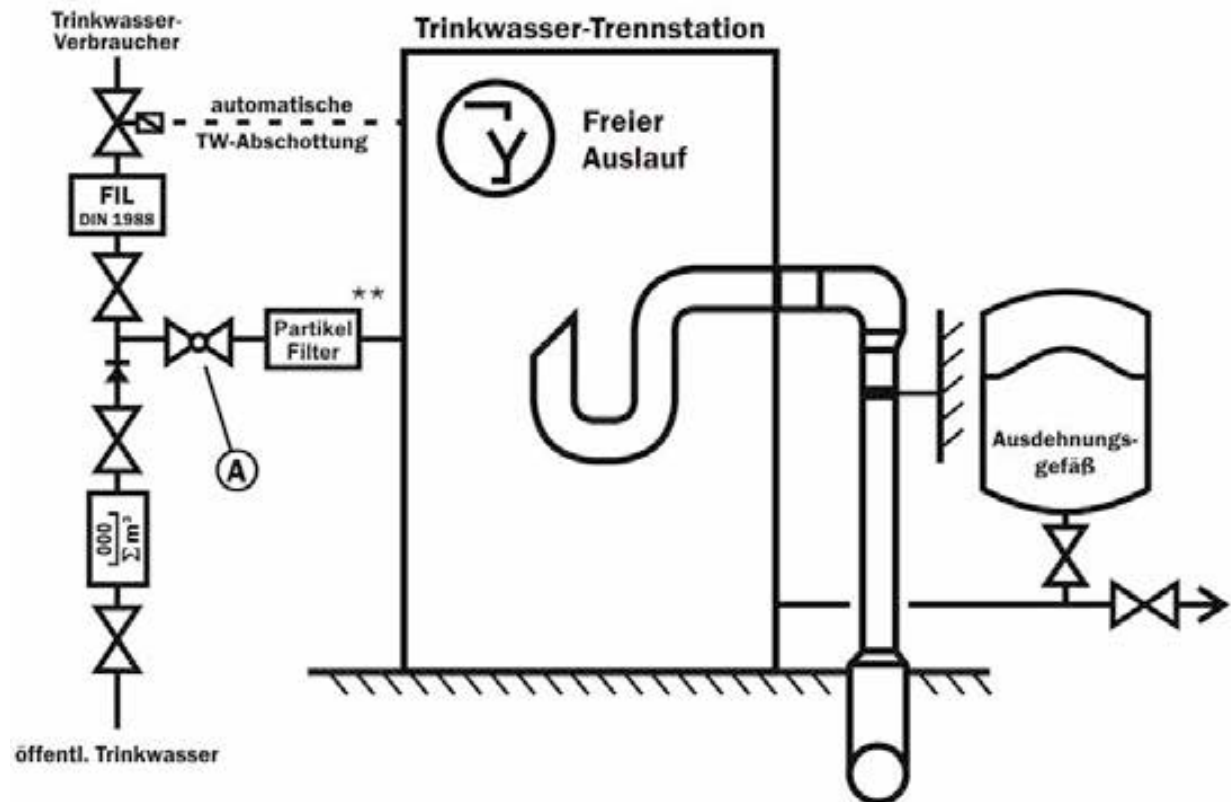 Trinkwasser-
Verbraucher
Trinkwasser-Trennstation
automatische
TW-Abschottung
Freier
Auslauf
FIL
DIN 1988
**
Partikel
Filter
A
Ausdehnungs-
gefäß
000
∑ m³
öffentl. Trinkwasser